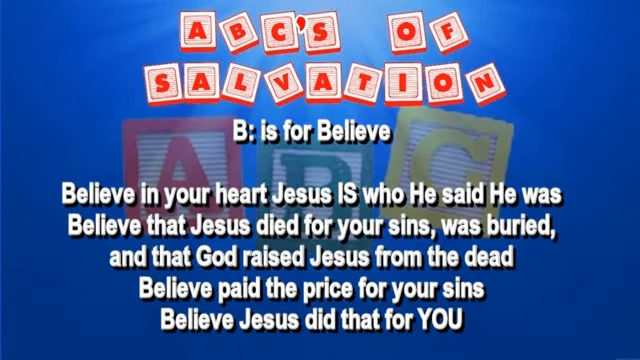 ABC'S OF
SALVATION
B: is for Believe
Believe in your heart Jesus IS who He said He was
Believe that Jesus died for your sins, was buried,
and that God raised Jesus from the dead
Believe paid the price for your sins
Believe Jesus did that for YOU
A B C